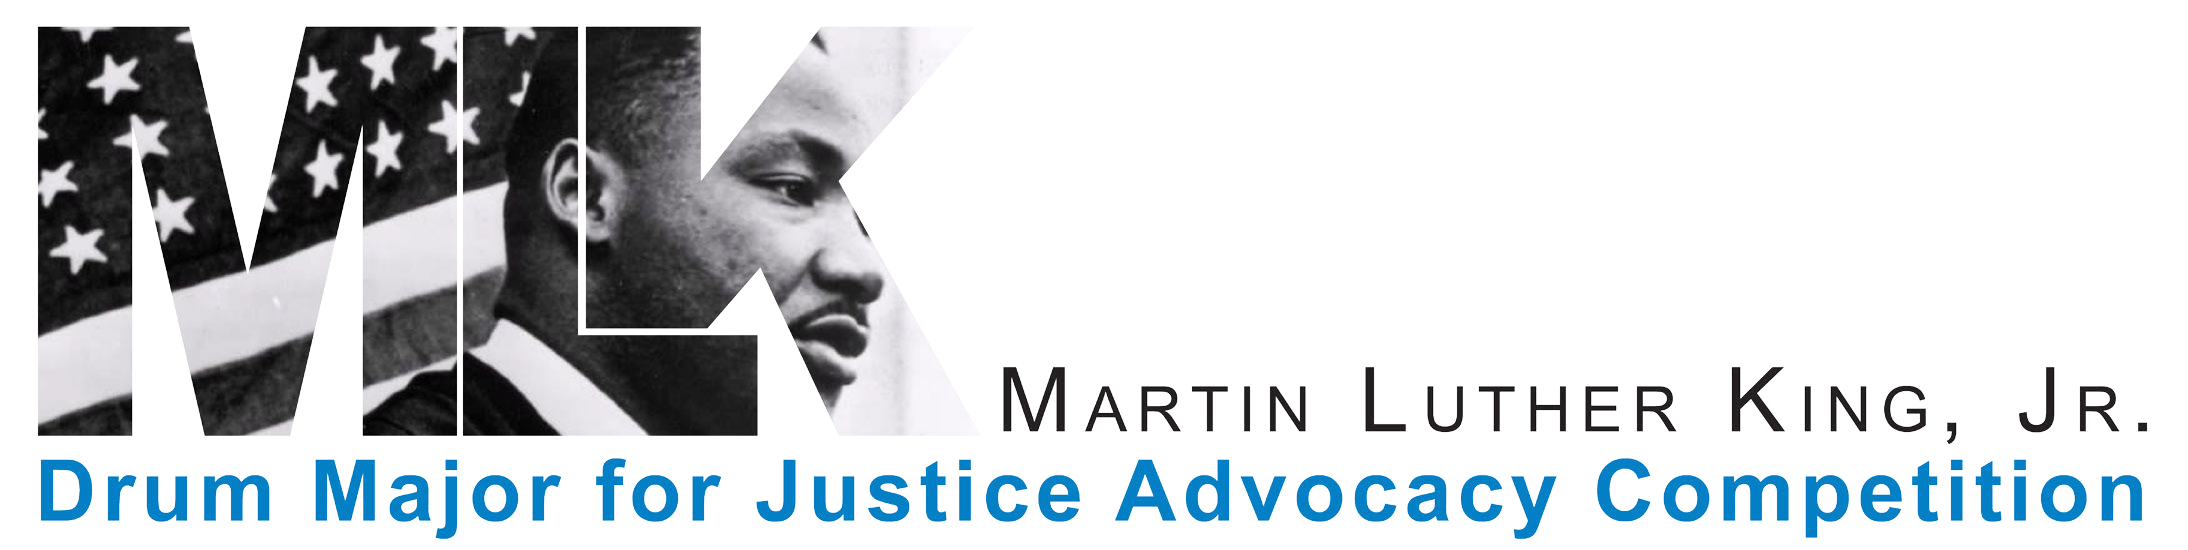 MLK
Martin Luther King, Jr.
Drum Major for Justice Advocacy Competition